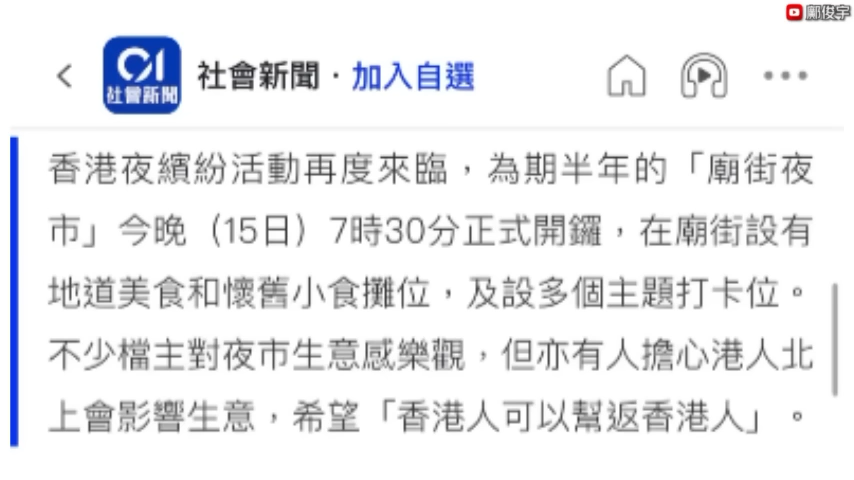 鄺俊宇
01
社會新聞
社會新聞·加入自選
香港夜繽紛活動再度來臨，為期半年的「廟街夜
市」今晚（15日）7時30分正式開鑼，在廟街設有
地道美食和懷舊小食攤位，及設多個主題打卡位。
不少檔主對夜市生意感樂觀，但亦有人擔心港人北
上會影響生意，希望「香港人可以幫返香港人」。